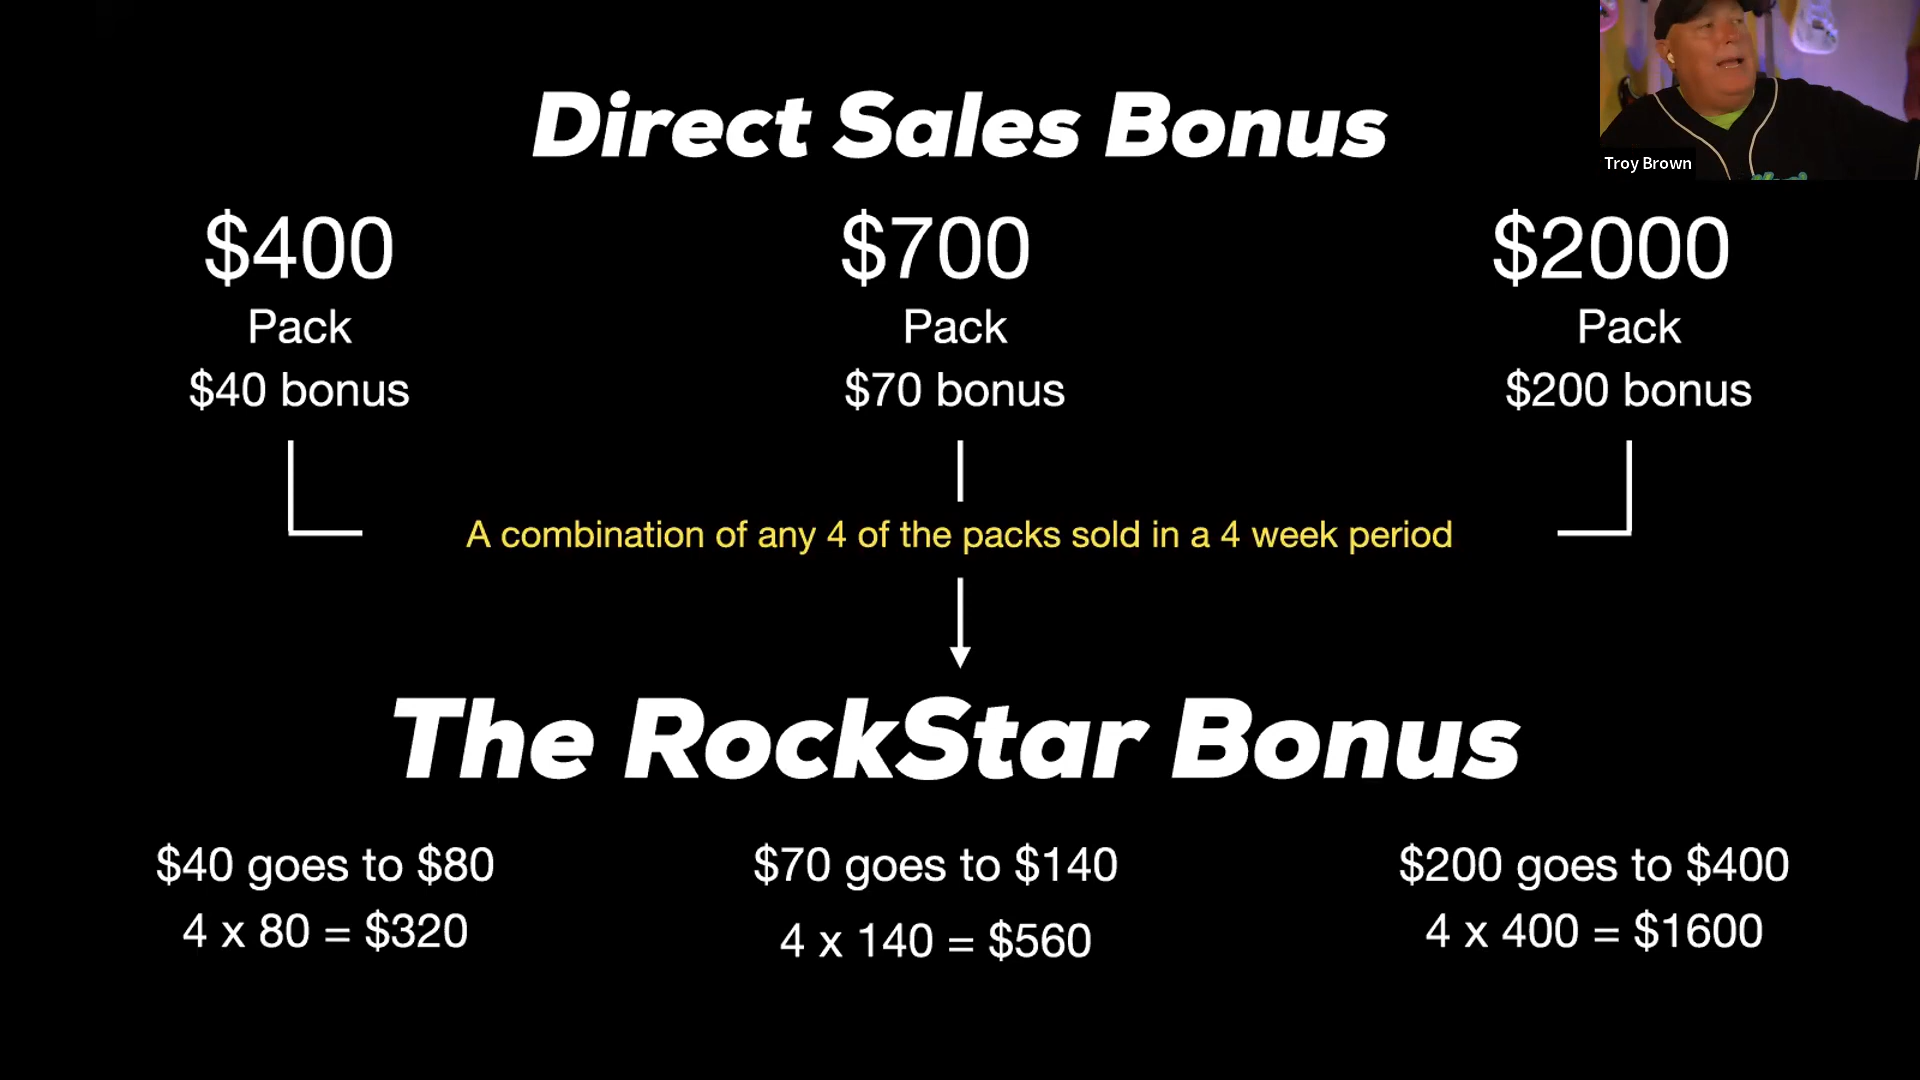 Direct Sales Bonus
Troy Brown
$400
$700
$2000
Pack
Pack
Pack
$40 bonus
$70 bonus
$200 bonus
A combination of any 4 of the packs sold in a 4 week period
The RockStar Bonus
$40 goes to $80
$70 goes to $140
$200 goes to $400
4 x 80 = $320
4 x 140 = $560
4 x 400 = $1600